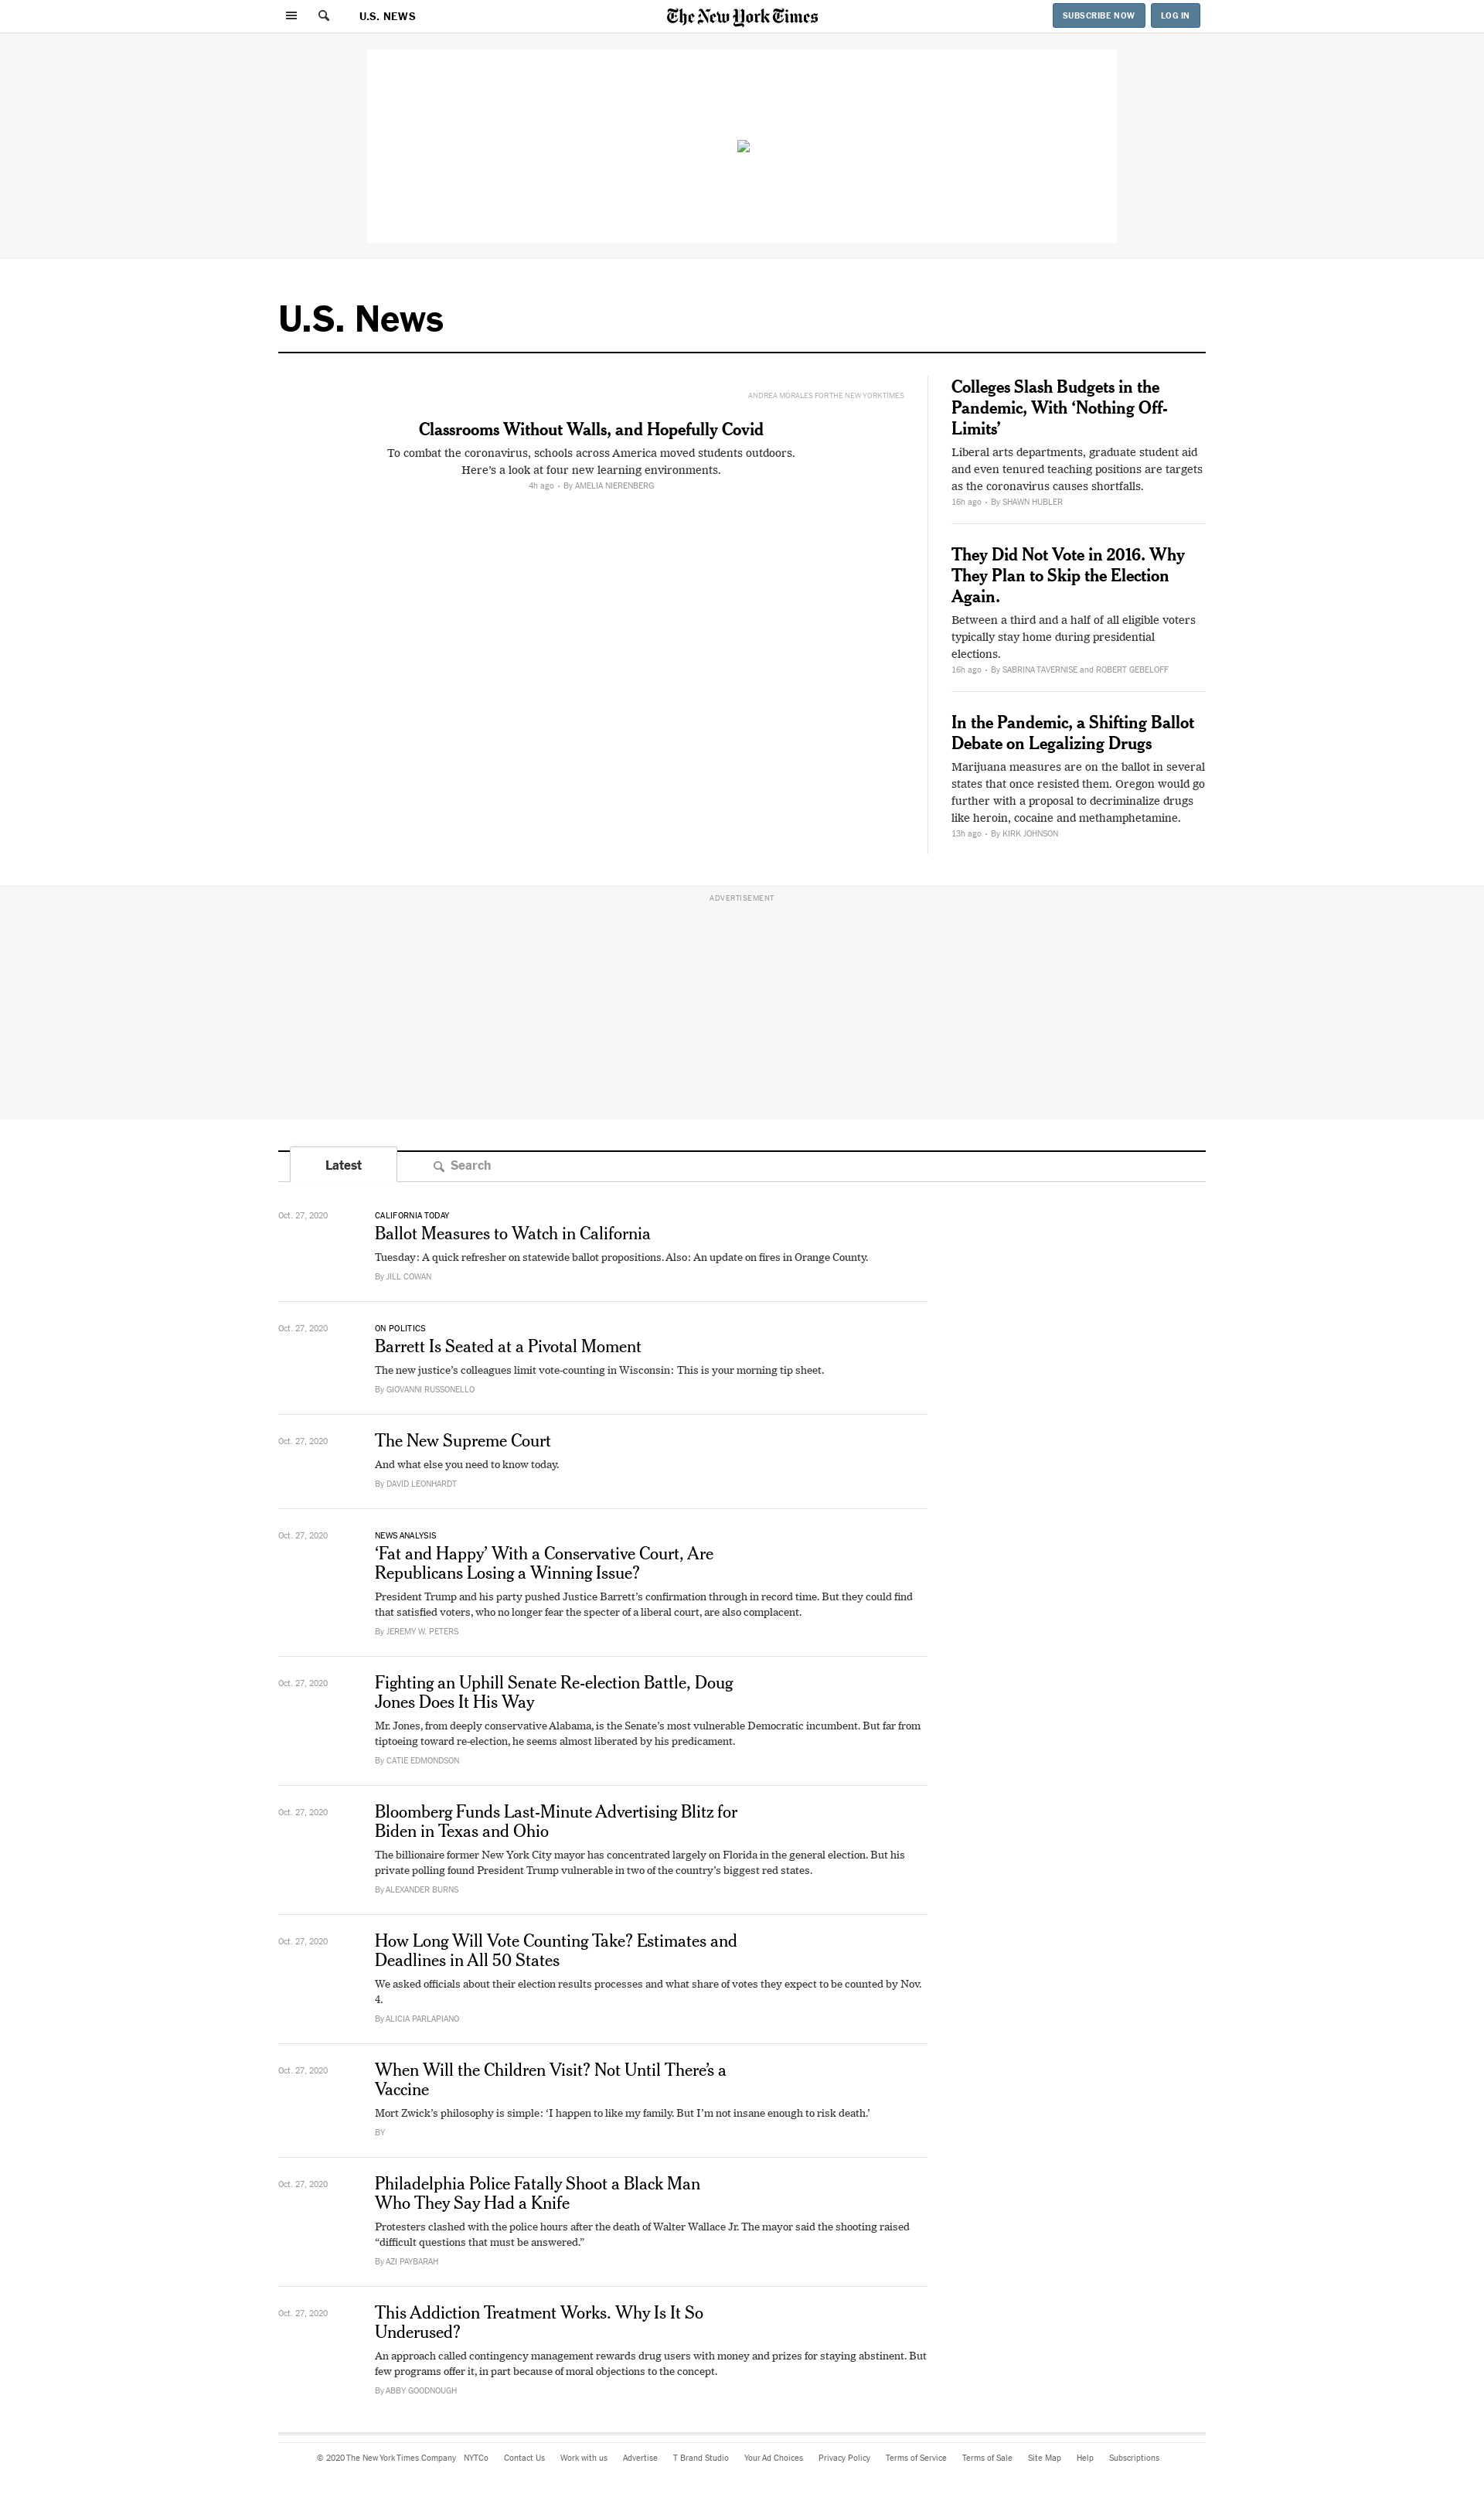 U.S. NEWS
The New York Times
SUBSCRIBE NOW
LOG IN
U.S. News
ANDREA MORALES FOR THE NEW YORK TIMES
Classrooms Without Walls, and Hopefully Covid
To combat the coronavirus, schools across America moved students outdoors.
Here’s a look at four new learning environments.
4h ago • By AMELIA NIERENBERG
Colleges Slash Budgets in the
Pandemic, With ‘Nothing Off-
Limits’
Liberal arts departments, graduate student aid
and even tenured teaching positions are targets
as the coronavirus causes shortfalls.
16h ago • By SHAWN HUBLER
They Did Not Vote in 2016. Why
They Plan to Skip the Election
Again.
Between a third and a half of all eligible voters
typically stay home during presidential
elections.
16h ago • By SABRINA TAVERNISE and ROBERT GEBELOFF
In the Pandemic, a Shifting Ballot
Debate on Legalizing Drugs
Marijuana measures are on the ballot in several
states that once resisted them. Oregon would go
further with a proposal to decriminalize drugs
like heroin, cocaine and methamphetamine.
13h ago • By KIRK JOHNSON
ADVERTISEMENT
Latest
Search
Oct. 27, 2020
CALIFORNIA TODAY
Ballot Measures to Watch in California
Tuesday: A quick refresher on statewide ballot propositions. Also: An update on fires in Orange County.
By JILL COWAN
Oct. 27, 2020
ON POLITICS
Barrett Is Seated at a Pivotal Moment
The new justice’s colleagues limit vote-counting in Wisconsin: This is your morning tip sheet.
By GIOVANNI RUSSONELLO
Oct. 27, 2020
The New Supreme Court
And what else you need to know today.
By DAVID LEONHARDT
Oct. 27, 2020
NEWS ANALYSIS
‘Fat and Happy’ With a Conservative Court, Are
Republicans Losing a Winning Issue?
President Trump and his party pushed Justice Barrett’s confirmation through in record time. But they could find
that satisfied voters, who no longer fear the specter of a liberal court, are also complacent.
By JEREMY W. PETERS
Oct. 27, 2020
Fighting an Uphill Senate Re-election Battle, Doug
Jones Does It His Way
Mr. Jones, from deeply conservative Alabama, is the Senate’s most vulnerable Democratic incumbent. But far from
tiptoeing toward re-election, he seems almost liberated by his predicament.
By CATIE EDMONDSON
Oct. 27, 2020
Bloomberg Funds Last-Minute Advertising Blitz for
Biden in Texas and Ohio
The billionaire former New York City mayor has concentrated largely on Florida in the general election. But his
private polling found President Trump vulnerable in two of the country’s biggest red states.
By ALEXANDER BURNS
Oct. 27, 2020
How Long Will Vote Counting Take? Estimates and
Deadlines in All 50 States
We asked officials about their election results processes and what share of votes they expect to be counted by Nov.
4.
By ALICIA PARLAPIANO
Oct. 27, 2020
When Will the Children Visit? Not Until There’s a
Vaccine
Mort Zwick’s philosophy is simple: ‘I happen to like my family. But I’m not insane enough to risk death.’
BY
Oct. 27, 2020
Philadelphia Police Fatally Shoot a Black Man
Who They Say Had a Knife
Protesters clashed with the police hours after the death of Walter Wallace Jr. The mayor said the shooting raised
“difficult questions that must be answered.”
By AZI PAYBARAH
Oct. 27, 2020
This Addiction Treatment Works. Why Is It So
Underused?
An approach called contingency management rewards drug users with money and prizes for staying abstinent. But
few programs offer it, in part because of moral objections to the concept.
By ABBY GOODNOUGH
© 2020 The New York Times Company NYTCo Contact Us Work with us Advertise T Brand Studio Your Ad Choices Privacy Policy Terms of Service Terms of Sale Site Map Help Subscriptions